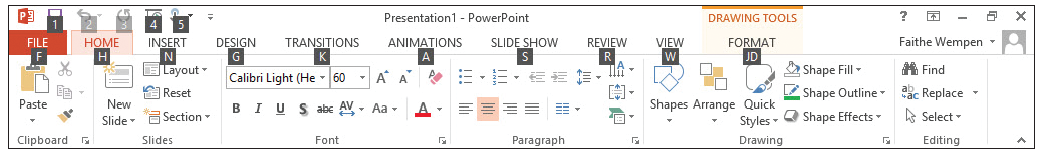 1 2 3 4 5 Presentation1 - PowerPoint DRAWING TOOLS ?
FILE HOME INSERT DESIGN TRANSITIONS ANIMATIONS SLIDE SHOW REVIEW VIEW FORMAT Faithe Wempen
F H N G K A S R W JD
Paste
Clipboard
New
Slide
Layout
Reset
Section
Slides
Calibri Light (He 60 A A A
B I U S abc AV Aa A
Font
Paragraph
Shapes Arrange Quick
Styles
Shape Fill
Shape Outline
Shape Effects
Drawing
Find
Replace
Select
Editing